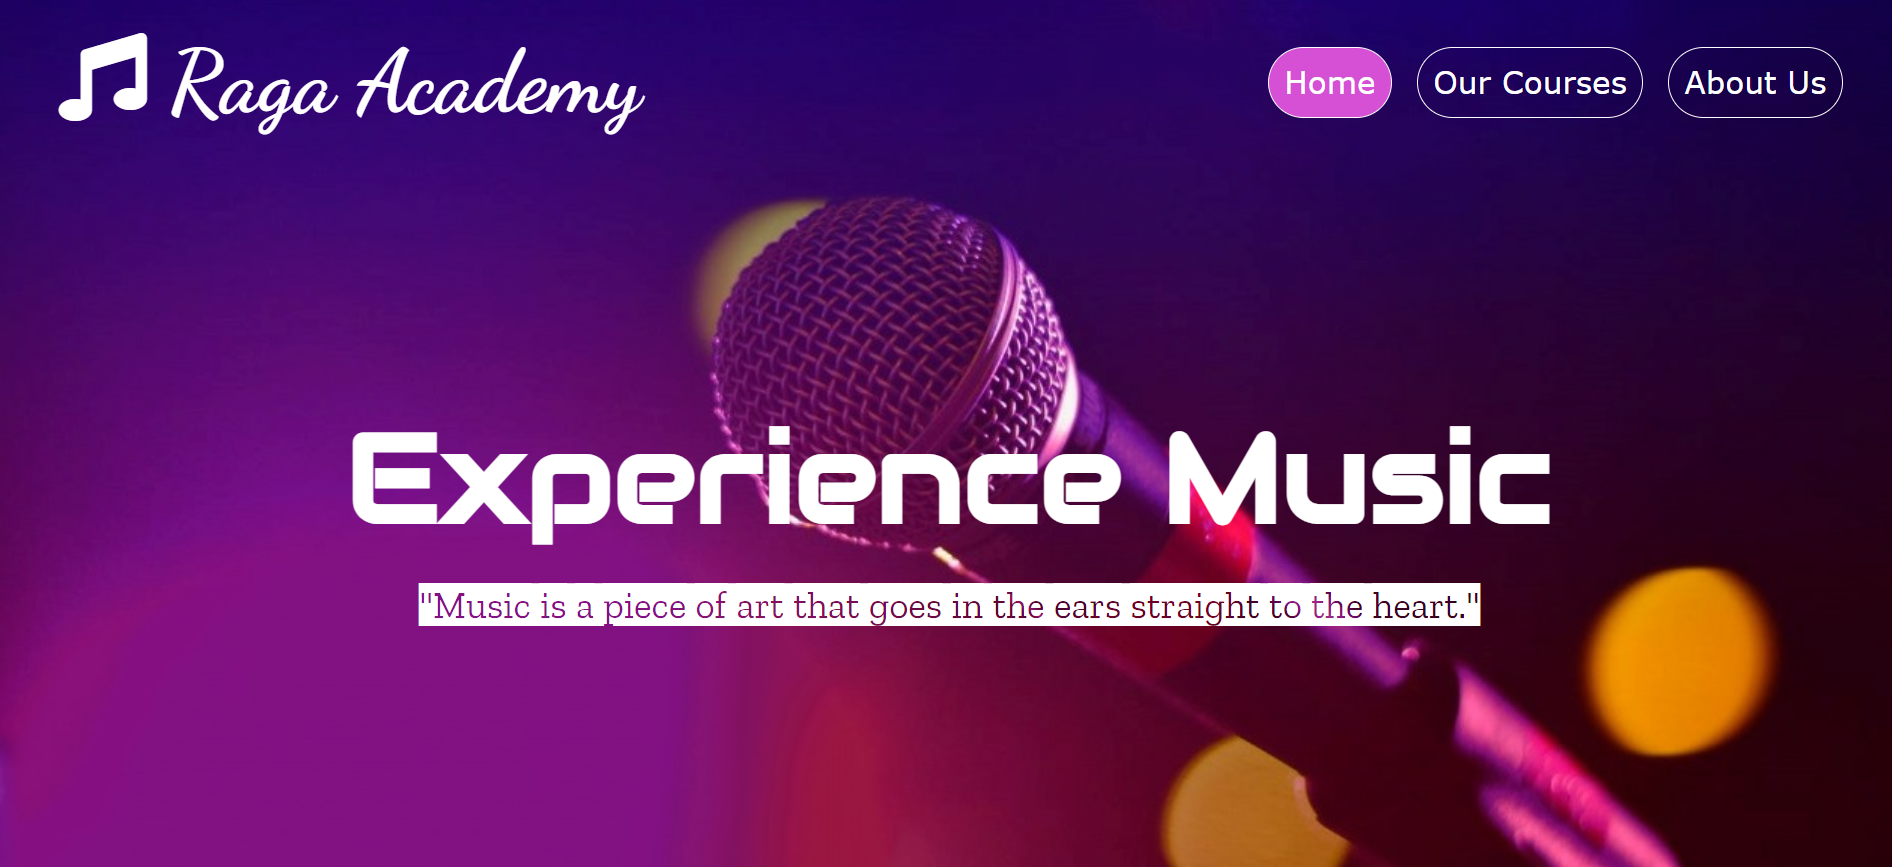 Raga Academy
Home
Our Courses
About Us
Experience Music
"Music is a piece of art that goes in the ears straight to the heart."